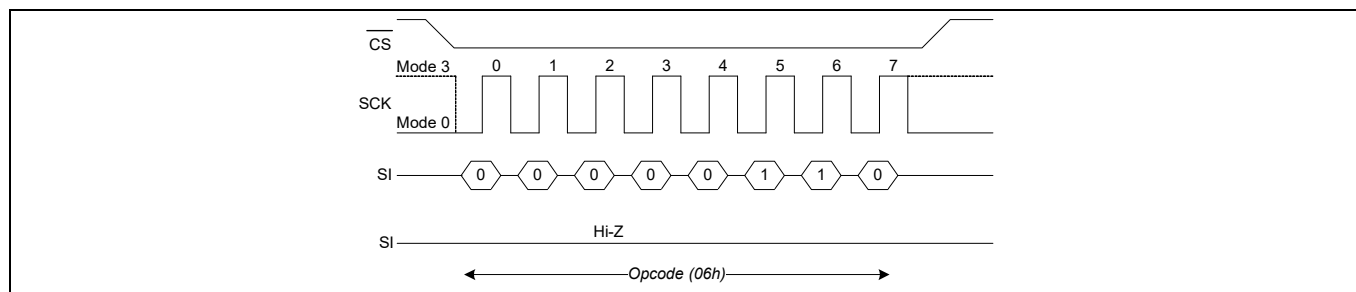 CS
Mode 3 0 1 2 3 4 5 6 7
SCK
Mode 0
SI 0 0 0 0 0 1 1 0
Hi-Z
SI
Opcode (06h)